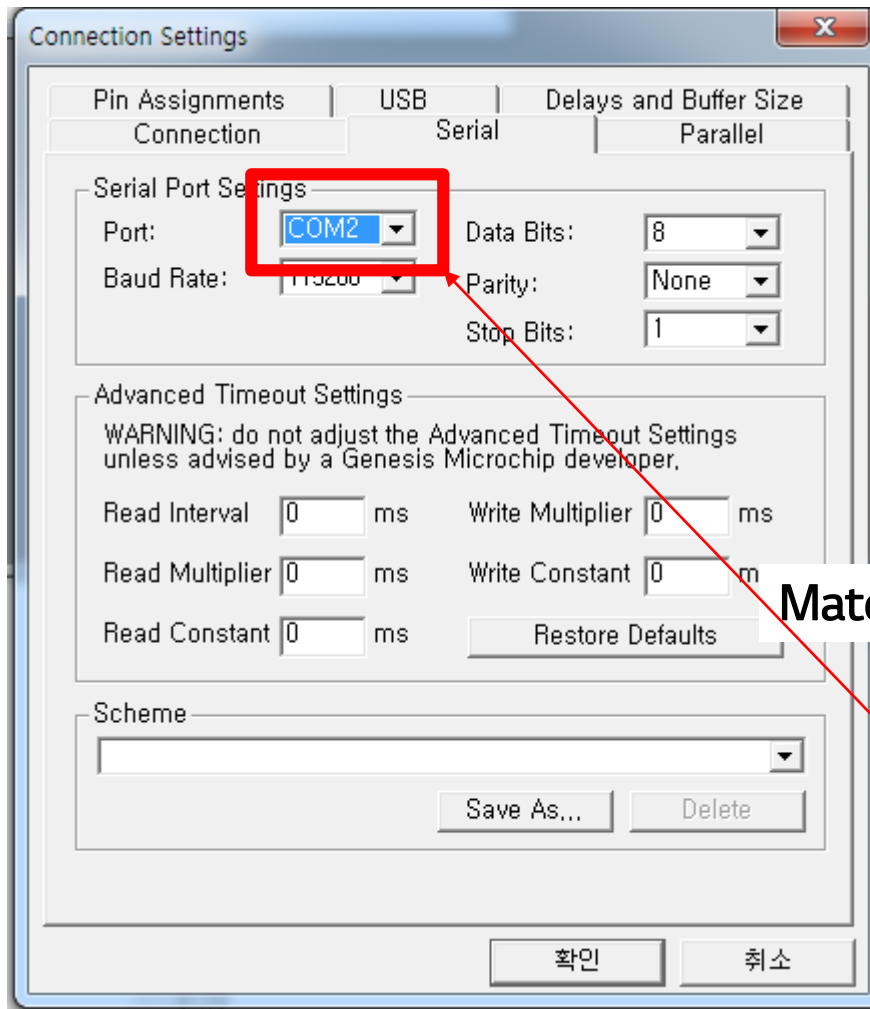 Connection Settings
Pin Assignments USB Delays and Buffer Size
Connection Serial Parallel
Serial Port Settings
Port: COM2 Data Bits: 8
Baud Rate: 115200 Parity: None
Stop Bits: 1
Advanced Timeout Settings
WARNING: do not adjust the Advanced Timeout Settings
unless advised by a Genesis Microchip developer,
Read Interval 0 ms Write Multiplier 0 ms
Read Multiplier 0 ms Write Constant 0 m
Read Constant 0 ms Restore Defaults
Scheme
Save As,,, Delete
확인 취소